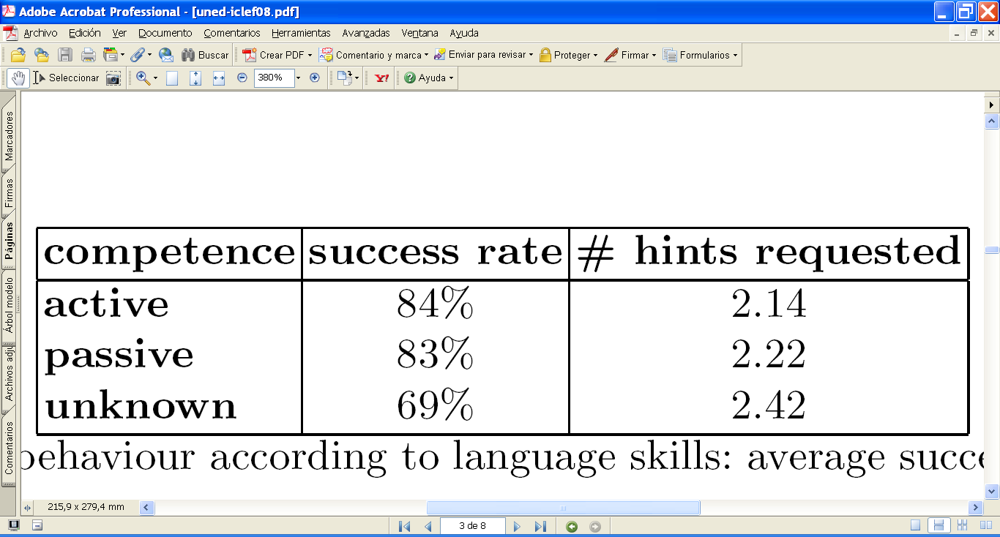 Adobe Acrobat Professional - [uned-iclef08.pdf]
Archivo Edición Ver Documento Comentarios Herramientas Avanzadas Ventana Ayuda
Buscar Crear PDF Comentario y marca Enviar para revisar Proteger Firmar Formularios
Seleccionar 380% Y! Ayuda
Marcadores
Firmas
Páginas
Árbol modelo
Archivos adju
Comentarios
competence success rate # hints requested
active 84% 2.14
passive 83% 2.22
unknown 69% 2.42
behaviour according to language skills: average succe
215,9 x 279,4 mm
3 de 8